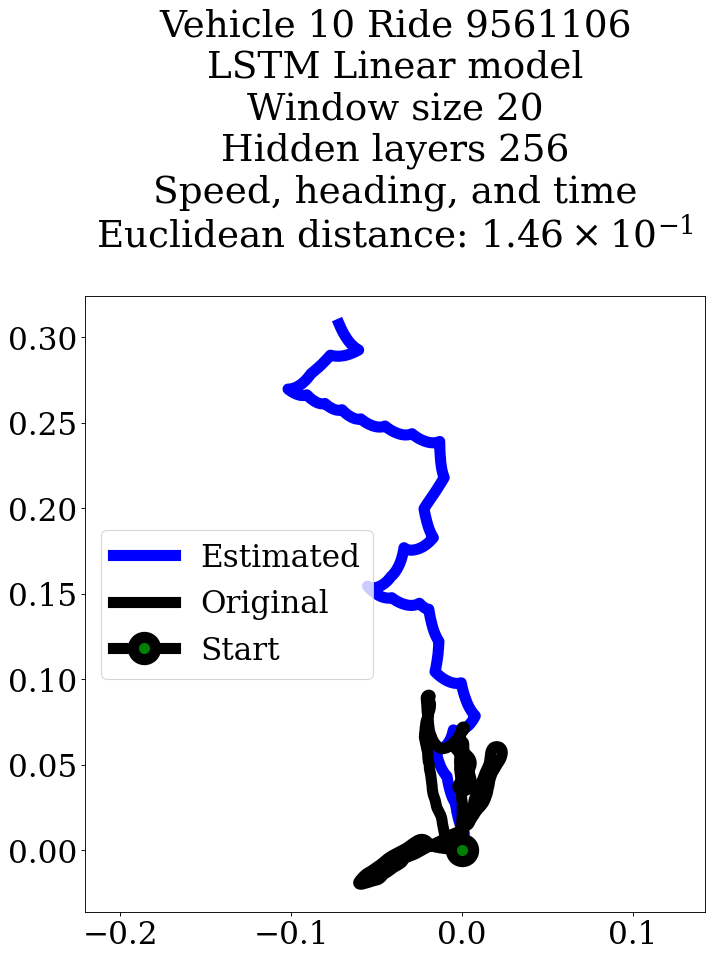 Vehicle 10 Ride 9561106
LSTM Linear model
Window size 20
Hidden layers 256
Speed, heading, and time
Euclidean distance: 1.46 × 10⁻¹
0.30
0.25
0.20
0.15
0.10
0.05
0.00
Estimated
Original
Start
−0.2
−0.1
0.0
0.1